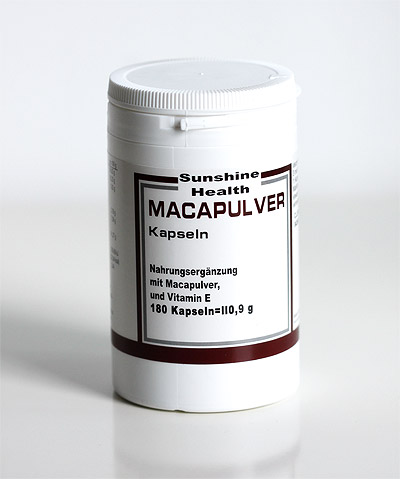 Sunshine
Health
MACAPULVER
Kapseln
Nahrungsergänzung
mit Macapulver,
und Vitamin E
180 Kapseln=II0,9 g